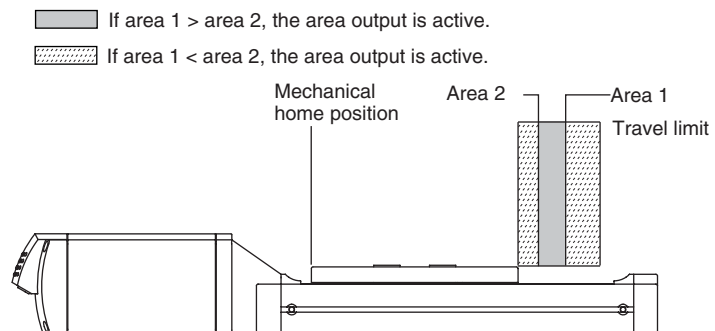 If area 1 > area 2, the area output is active.
If area 1 < area 2, the area output is active.
Mechanical
home position
Area 2
Area 1
Travel limit